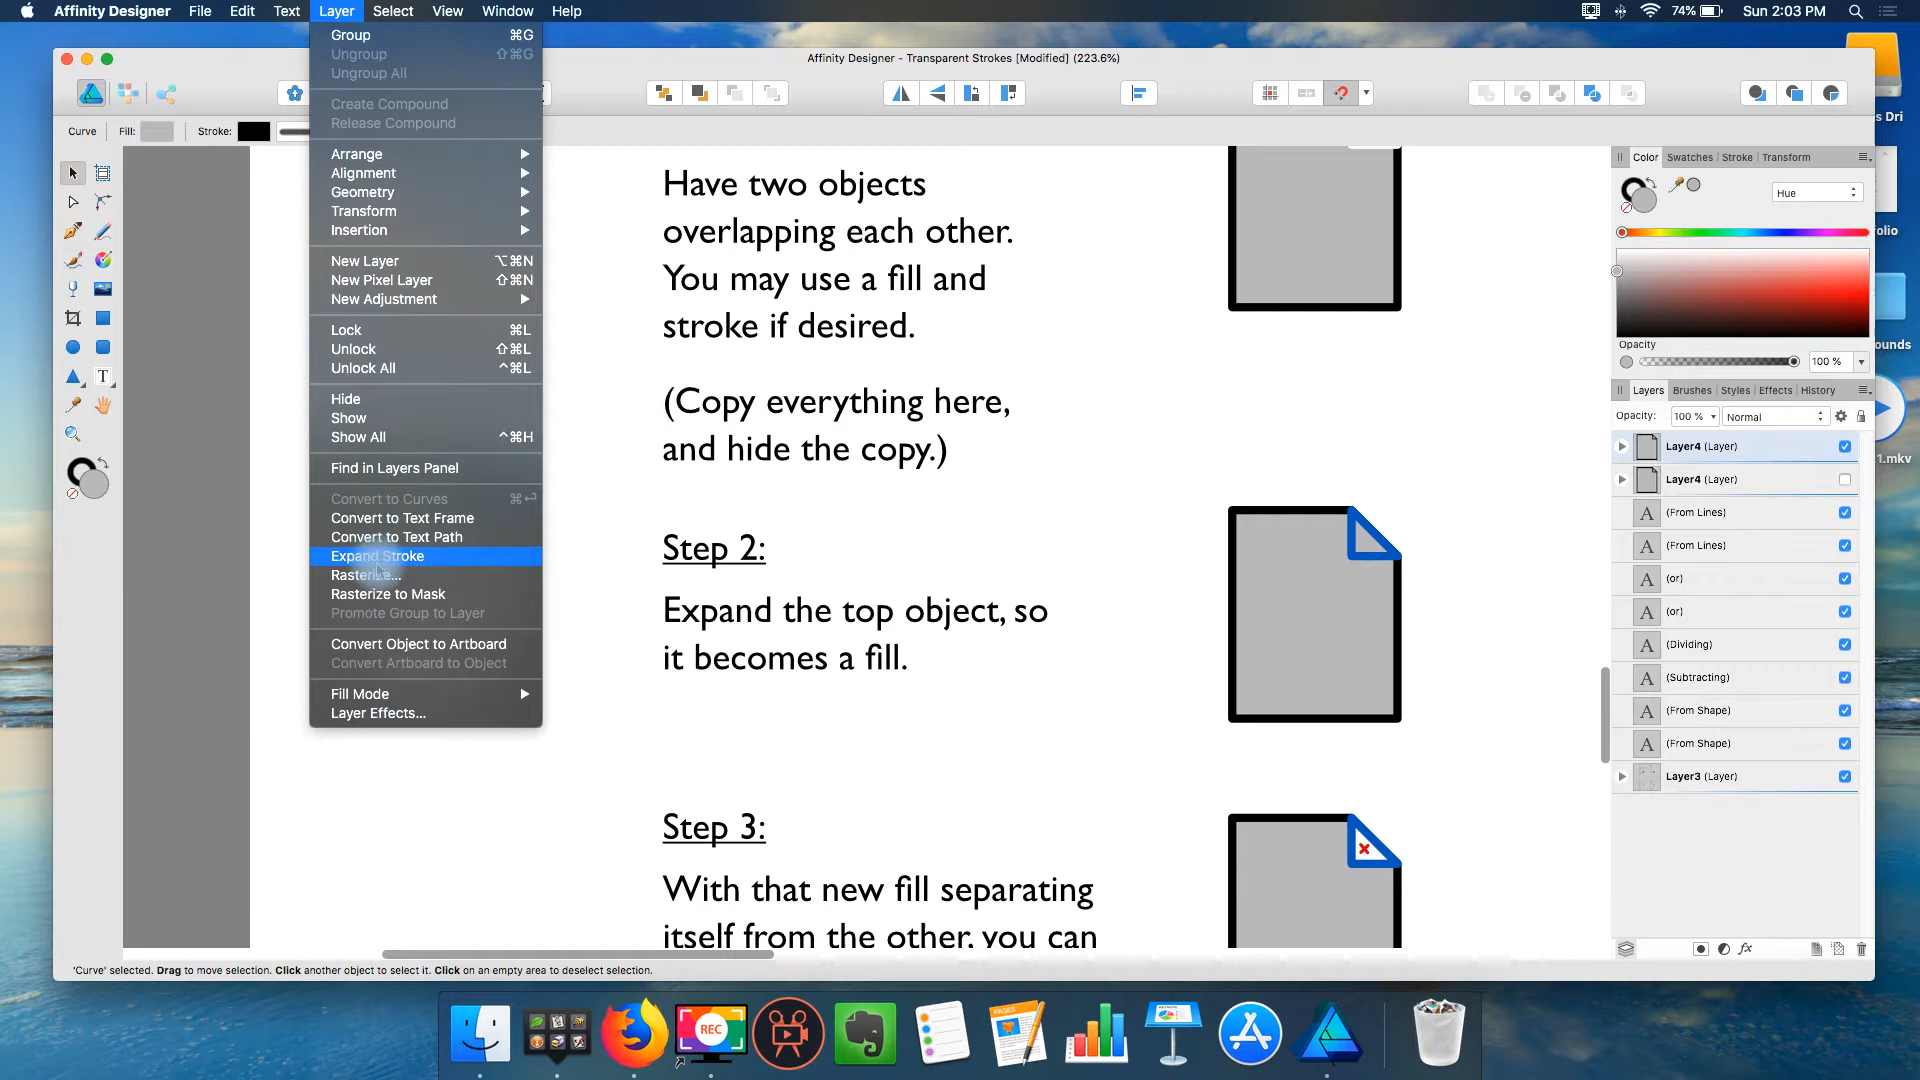 Affinity Designer File Edit Text Layer Select View Window Help 74% Sun 2:03 PM
Affinity Designer - Transparent Strokes [Modified] (223.6%)
Curve Fill: Stroke:
Group ⌘G
Ungroup ⇧⌘G
Ungroup All
Create Compound
Release Compound
Arrange
Alignment
Geometry
Transform
Insertion
New Layer ⌥⌘N
New Pixel Layer ⇧⌘N
New Adjustment
Lock ⌘L
Unlock ⇧⌘L
Unlock All ^⌘L
Hide
Show
Show All ^⌘H
Find in Layers Panel
Convert to Curves ⌘↩
Convert to Text Frame
Convert to Text Path
Expand Stroke
Rasterize...
Rasterize to Mask
Promote Group to Layer
Convert Object to Artboard
Convert Artboard to Object
Fill Mode
Layer Effects...
Have two objects
overlapping each other.
You may use a fill and
stroke if desired.
(Copy everything here,
and hide the copy.)
Step 2:
Expand the top object, so
it becomes a fill.
Step 3:
With that new fill separating
itself from the other, you can
Color Swatches Stroke Transform
Hue
Opacity
100 %
Layers Brushes Styles Effects History
Opacity: 100 % Normal
Layer4 (Layer)
Layer4 (Layer)
A (From Lines)
A (From Lines)
A (or)
A (or)
A (Dividing)
A (Subtracting)
A (From Shape)
A (From Shape)
Layer3 (Layer)
fx
'Curve' selected. Drag to move selection. Click another object to select it. Click on an empty area to deselect selection.
s Dri
folio
ounds
1.mkv
REC
PAGES